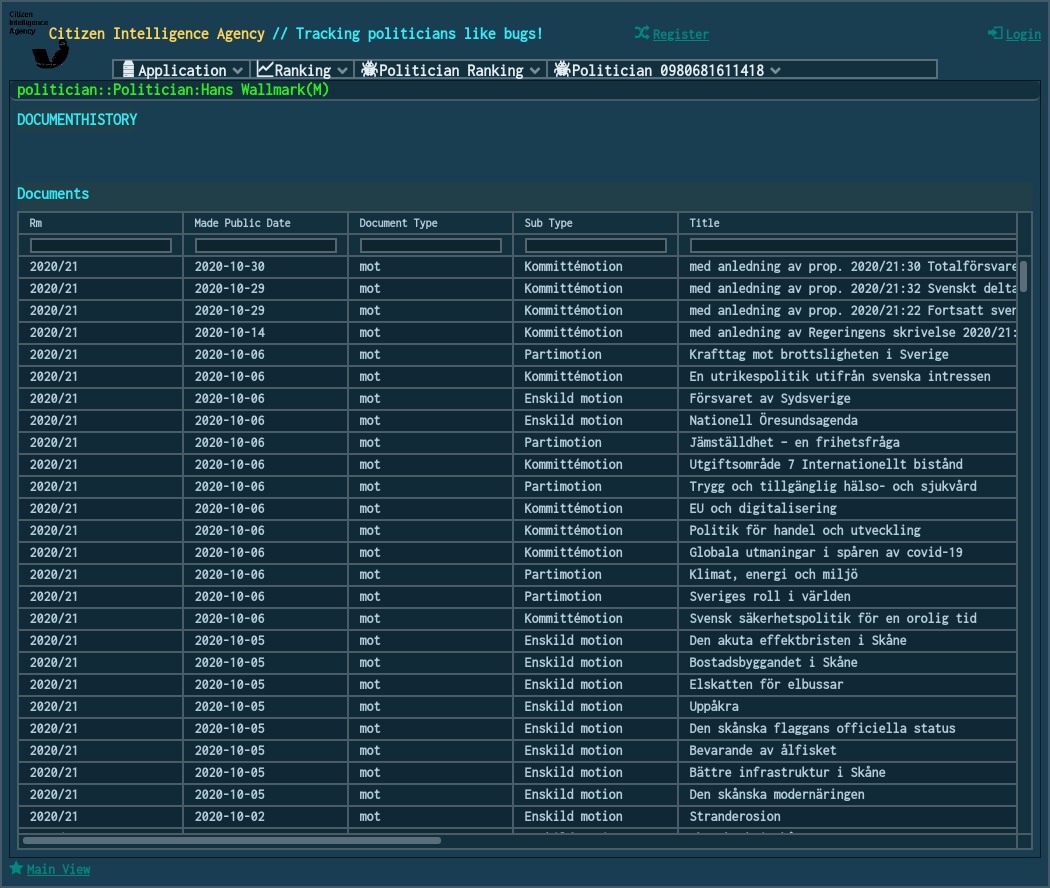 Citizen
Intelligence
Agency
Citizen Intelligence Agency // Tracking politicians like bugs!
Register
Login
Application Ranking Politician Ranking Politician 0980681611418
politician::Politician:Hans Wallmark(M)
DOCUMENTHISTORY
Documents
Rm Made Public Date Document Type Sub Type Title
2020/21 2020-10-30 mot Kommittémotion med anledning av prop. 2020/21:30 Totalförsvare
2020/21 2020-10-29 mot Kommittémotion med anledning av prop. 2020/21:32 Svenskt delta
2020/21 2020-10-29 mot Kommittémotion med anledning av prop. 2020/21:22 Fortsatt sven
2020/21 2020-10-14 mot Kommittémotion med anledning av Regeringens skrivelse 2020/21:
2020/21 2020-10-06 mot Partimotion Krafttag mot brottsligheten i Sverige
2020/21 2020-10-06 mot Kommittémotion En utrikespolitik utifrån svenska intressen
2020/21 2020-10-06 mot Enskild motion Försvaret av Sydsverige
2020/21 2020-10-06 mot Enskild motion Nationell Öresundsagenda
2020/21 2020-10-06 mot Partimotion Jämställdhet – en frihetsfråga
2020/21 2020-10-06 mot Kommittémotion Utgiftsområde 7 Internationellt bistånd
2020/21 2020-10-06 mot Partimotion Trygg och tillgänglig hälso- och sjukvård
2020/21 2020-10-06 mot Kommittémotion EU och digitalisering
2020/21 2020-10-06 mot Kommittémotion Politik för handel och utveckling
2020/21 2020-10-06 mot Kommittémotion Globala utmaningar i spåren av covid-19
2020/21 2020-10-06 mot Partimotion Klimat, energi och miljö
2020/21 2020-10-06 mot Partimotion Sveriges roll i världen
2020/21 2020-10-06 mot Kommittémotion Svensk säkerhetspolitik för en orolig tid
2020/21 2020-10-05 mot Enskild motion Den akuta effektbristen i Skåne
2020/21 2020-10-05 mot Enskild motion Bostadsbyggandet i Skåne
2020/21 2020-10-05 mot Enskild motion Elskatten för elbussar
2020/21 2020-10-05 mot Enskild motion Uppåkra
2020/21 2020-10-05 mot Enskild motion Den skånska flaggans officiella status
2020/21 2020-10-05 mot Enskild motion Bevarande av ålfisket
2020/21 2020-10-05 mot Enskild motion Bättre infrastruktur i Skåne
2020/21 2020-10-05 mot Enskild motion Den skånska modernäringen
2020/21 2020-10-02 mot Enskild motion Stranderosion
Main View